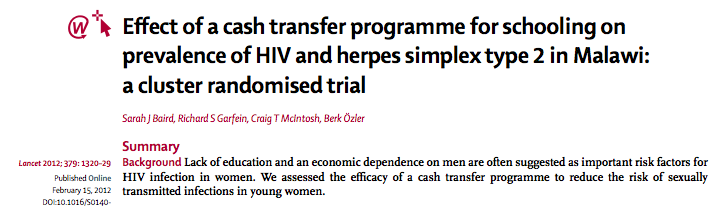 Effect of a cash transfer programme for schooling on
prevalence of HIV and herpes simplex type 2 in Malawi:
a cluster randomised trial
Sarah J Baird, Richard S Garfein, Craig T McIntosh, Berk Özler
Summary
Lancet 2012; 379: 1320–29
Published Online
February 15, 2012
DOI:10.1016/S0140-
Background Lack of education and an economic dependence on men are often suggested as important risk factors for
HIV infection in women. We assessed the efficacy of a cash transfer programme to reduce the risk of sexually
transmitted infections in young women.